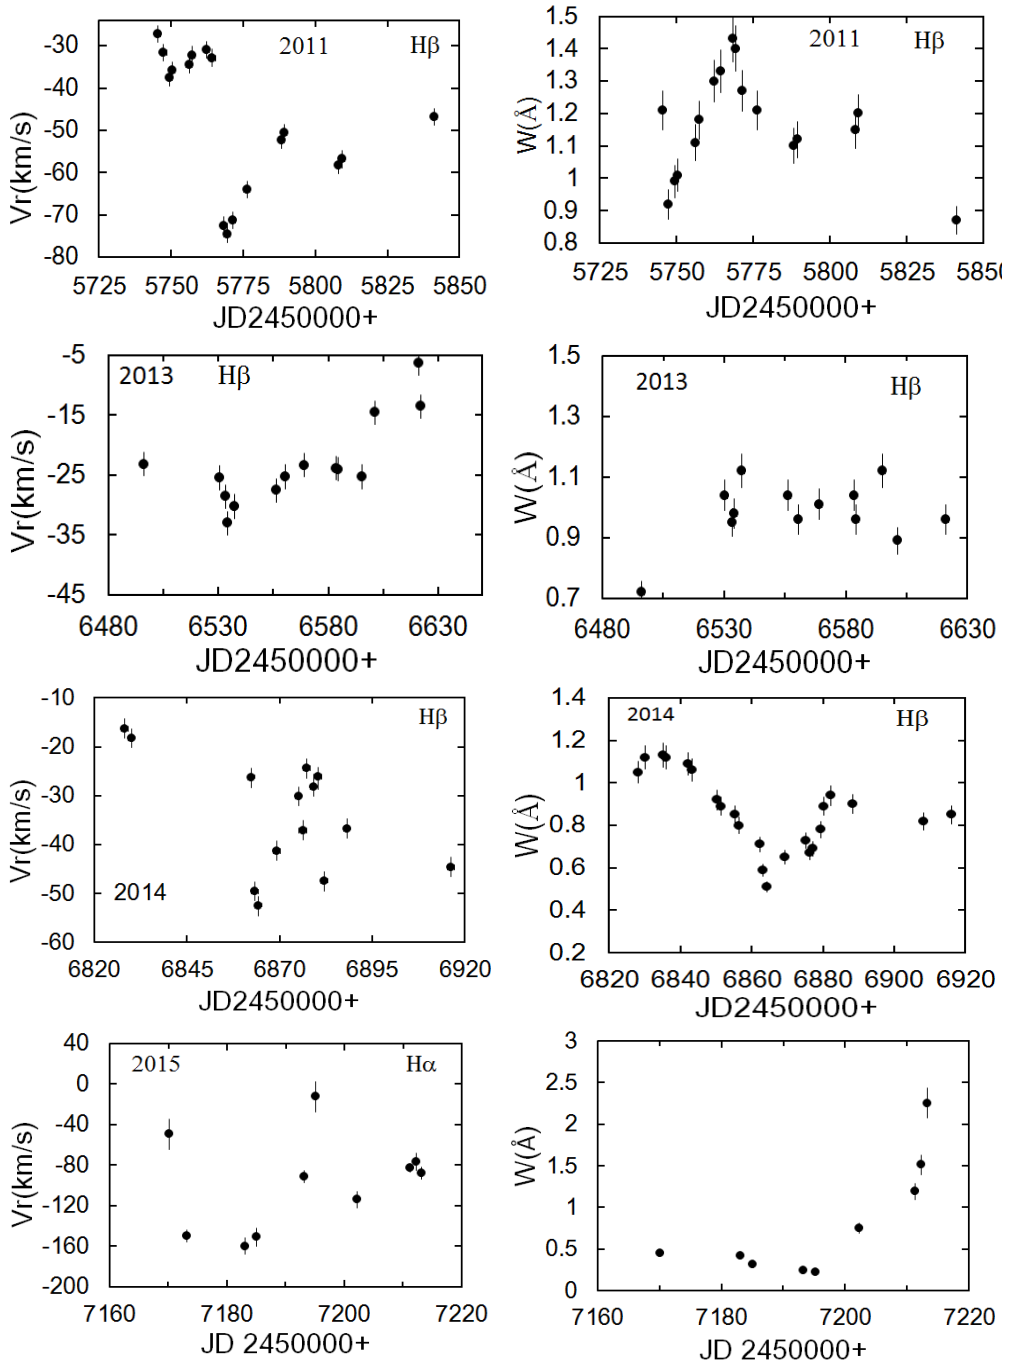 -30
-40
-50
-60
-70
-80
Vr(km/s)
2011
Hβ
5725 5750 5775 5800 5825 5850
JD2450000+
1.5
1.4
1.3
1.2
1.1
1
0.9
0.8
W(Å)
2011
Hβ
5725 5750 5775 5800 5825 585(
JD2450000+
-5
-15
-25
-35
-45
Vr(km/s)
2013
Hβ
6480 6530 6580 6630
JD2450000+
1.5
1.3
1.1
0.9
0.7
W(Å)
2013
Hβ
6480 6530 6580 6630
JD2450000+
-10
-20
-30
-40
-50
-60
Vr(km/s)
Hβ
2014
6820 6845 6870 6895 6920
JD2450000+
1.4
1.2
1
0.8
0.6
0.4
0.2
W(Å)
2014
Hβ
6820 6840 6860 6880 6900 6920
JD2450000+
40
0
-40
-80
-120
-160
-200
Vr(km/s)
2015
Hα
7160 7180 7200 7220
JD 2450000+
3
2.5
2
1.5
1
0.5
0
W(Å)
7160 7180 7200 7220
JD 2450000+